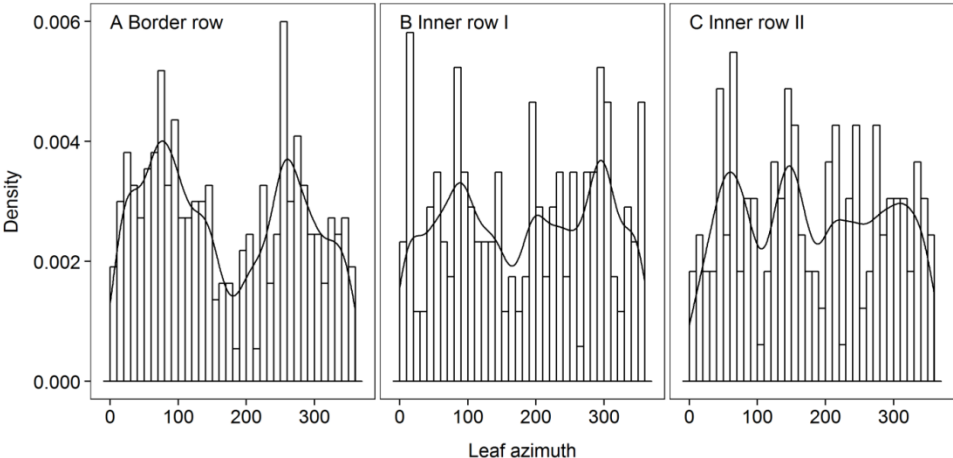 A Border row
B Inner row I
C Inner row II
0.006
0.004
0.002
0.000
Density
0 100 200 300
0 100 200 300
0 100 200 300
Leaf azimuth